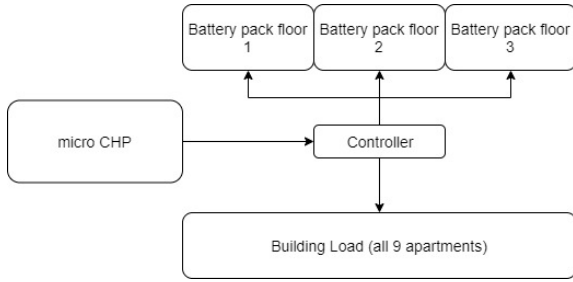 Battery pack floor
1
Battery pack floor
2
Battery pack floor
3
micro CHP
Controller
Building Load (all 9 apartments)